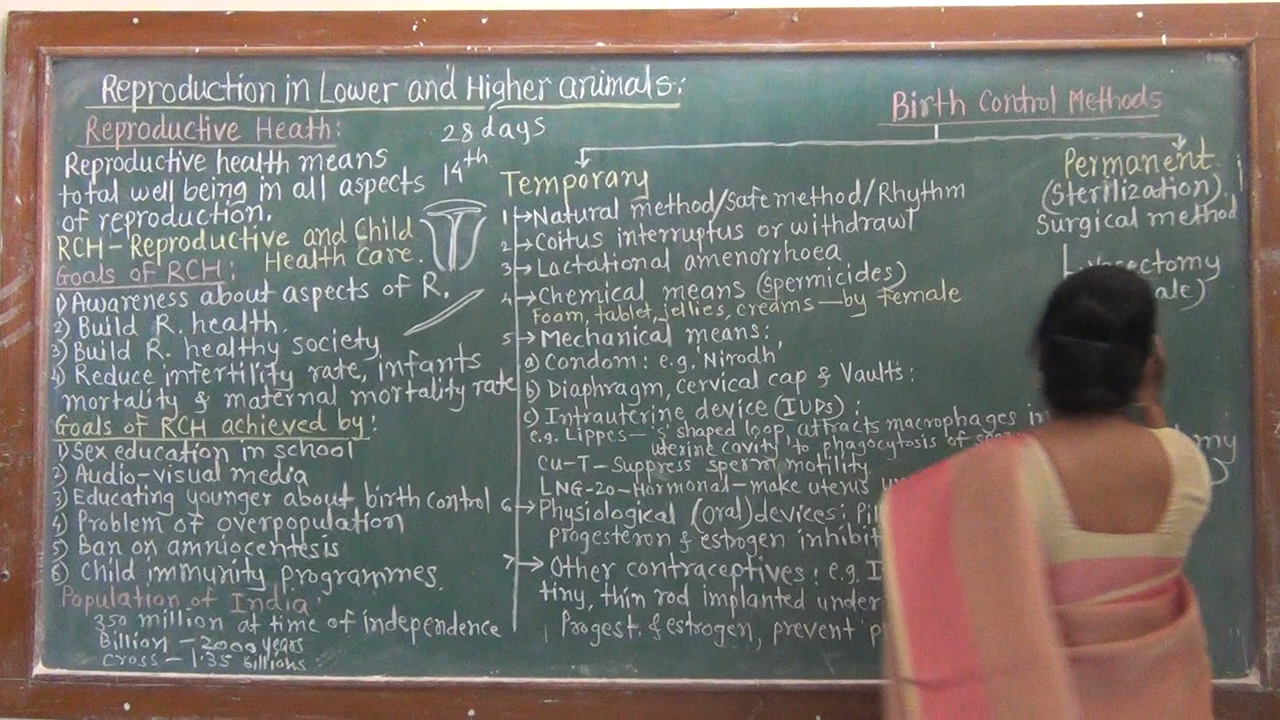 Reproduction in Lower and Higher animals:
Reproductive Heath:
Reproductive health means
total well being in all aspects
of reproduction.
RCH-Reproductive and Child
Health Care.
Goals of RCH:
1) Awareness about aspects of R.
2) Build R. health.
3) Build R. healthy society
4) Reduce infertility rate, infants
mortality & maternal mortality rate
Goals of RCH achieved by:
1) Sex education in school
2) Audio-visual media
3) Educating younger about birth control
4) Problem of overpopulation
5) Ban on amniocentesis
6) Child immunity programmes.
Population of India:
350 million at time of independence
Billion - 2000 years
Cross - 1.35 billions
28 days
14th
Birth Control Methods
Temporary
1 → Natural method/Safe method/Rhythm
2 → Coitus interruptus or withdrawl
3 → Lactational amenorrhoea
4 → Chemical means (spermicides)
Foam, tablet, jellies, creams — by Female
5 → Mechanical means:
a) Condom: e.g. 'Nirodh'
b) Diaphragm, Cervical cap & Vaults:
c) Intrauterine device (IUDs):
e.g. Lippes — 's' shaped loop attracts macrophages in
uterine cavity to phagocytosis of
Cu-T - Suppress sperm motility
LNG-20 - Hormonal - make uterus
6 → Physiological (oral) devices:
progesteron & estrogen
7 → Other contraceptives: e.g.
tiny, thin rod implanted under
Progest. & estrogen, prevent
Permanent
(Sterilization)
Surgical method